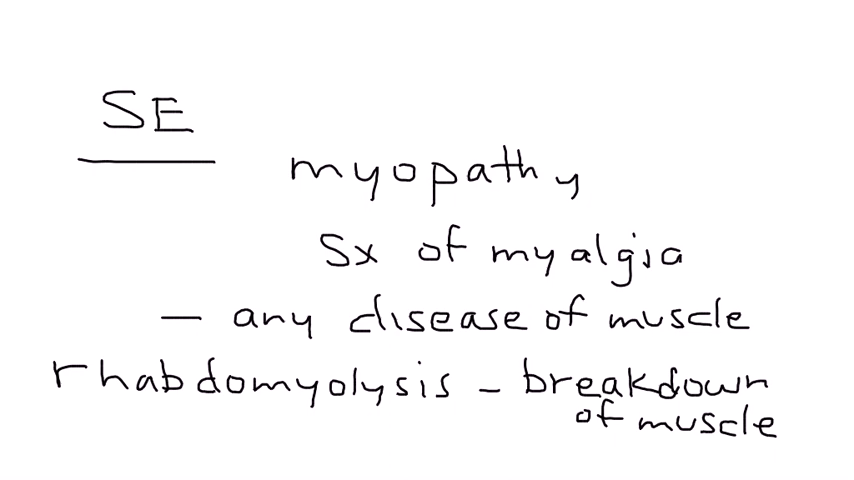 SE
myopathy
Sx of myalgia
— any disease of muscle
rhabdomyolysis – breakdown
of muscle